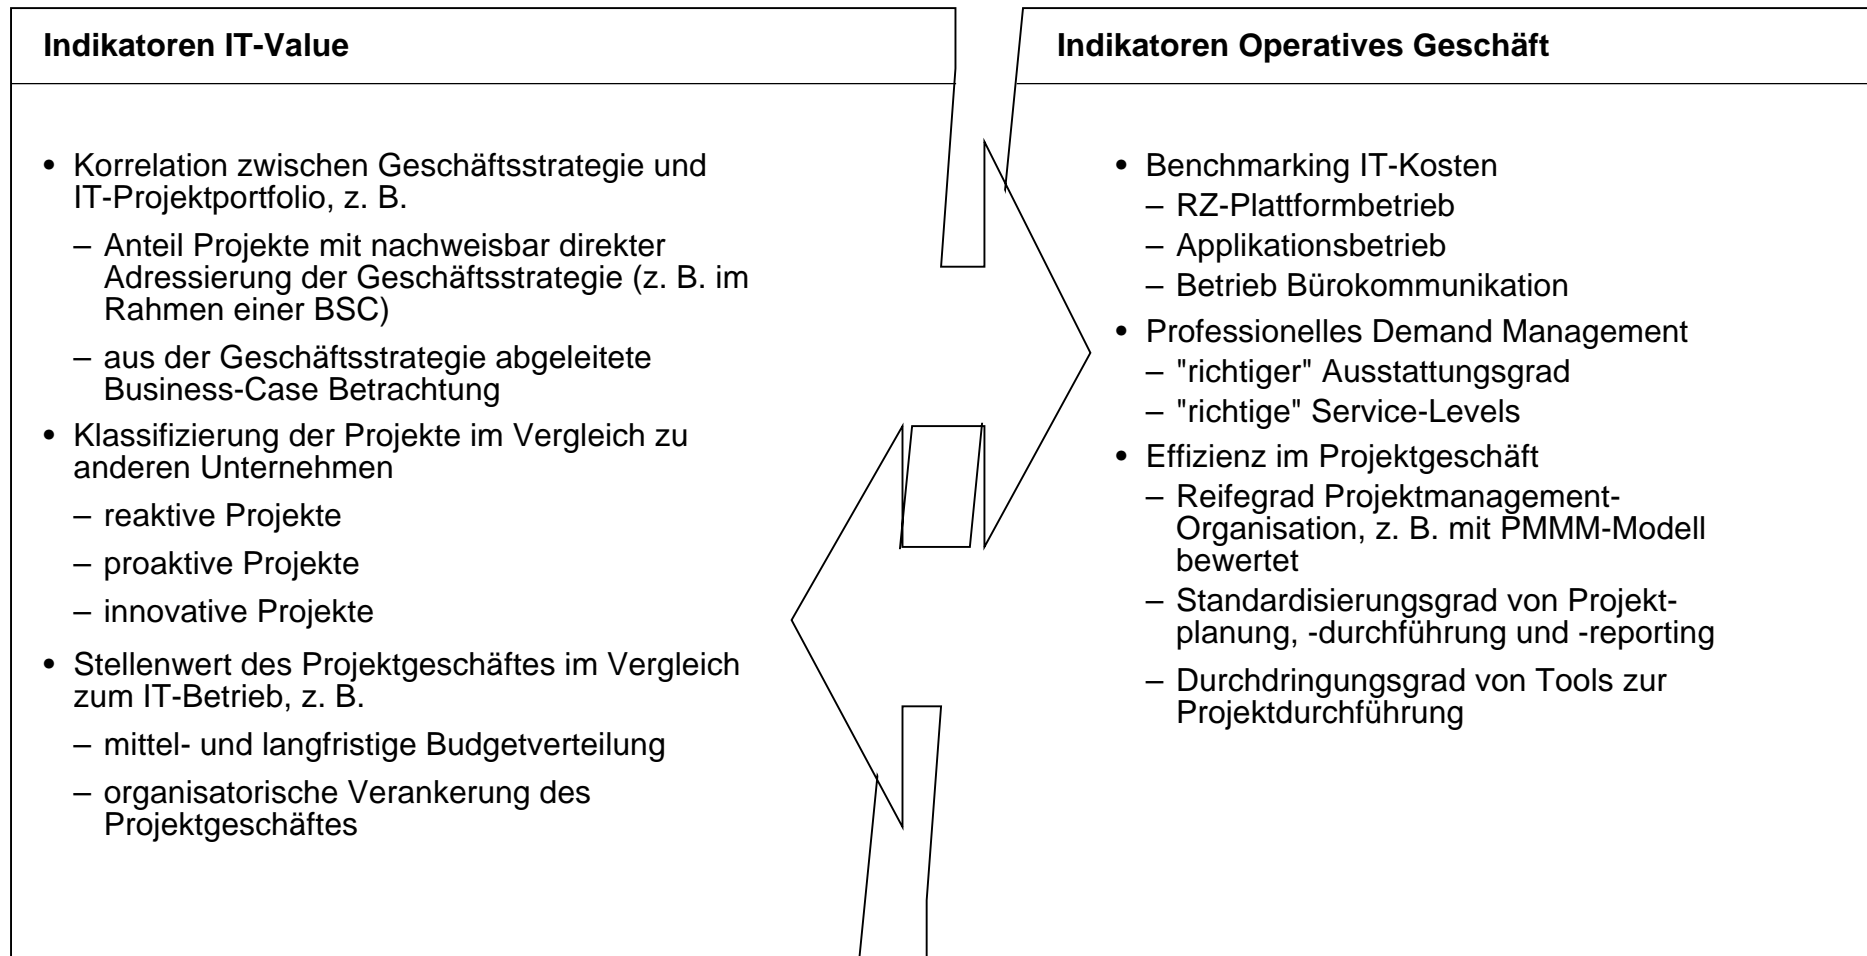 Indikatoren IT-Value
• Korrelation zwischen Geschäftsstrategie und
IT-Projektportfolio, z. B.
– Anteil Projekte mit nachweisbar direkter
Adressierung der Geschäftsstrategie (z. B. im
Rahmen einer BSC)
– aus der Geschäftsstrategie abgeleitete
Business-Case Betrachtung
• Klassifizierung der Projekte im Vergleich zu
anderen Unternehmen
– reaktive Projekte
– proaktive Projekte
– innovative Projekte
• Stellenwert des Projektgeschäftes im Vergleich
zum IT-Betrieb, z. B.
– mittel- und langfristige Budgetverteilung
– organisatorische Verankerung des
Projektgeschäftes
Indikatoren Operatives Geschäft
• Benchmarking IT-Kosten
– RZ-Plattformbetrieb
– Applikationsbetrieb
– Betrieb Bürokommunikation
• Professionelles Demand Management
– "richtiger" Ausstattungsgrad
– "richtige" Service-Levels
• Effizienz im Projektgeschäft
– Reifegrad Projektmanagement-
Organisation, z. B. mit PMMM-Modell
bewertet
– Standardisierungsgrad von Projekt-
planung, -durchführung und -reporting
– Durchdringungsgrad von Tools zur
Projektdurchführung